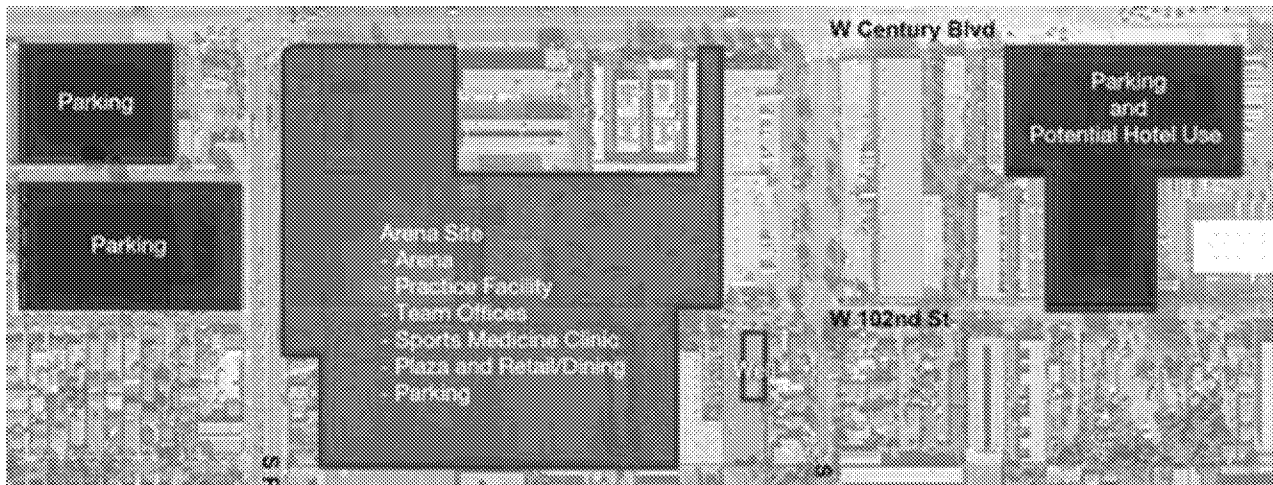 W Century Blvd
Parking
Parking
and
Potential Hotel Use
Parking
Arena Site
- Arena
- Practice Facility
- Team Offices
- Sports Medicine Clinic
- Plaza and Retail/Dining
- Parking
W 102nd St
S
S